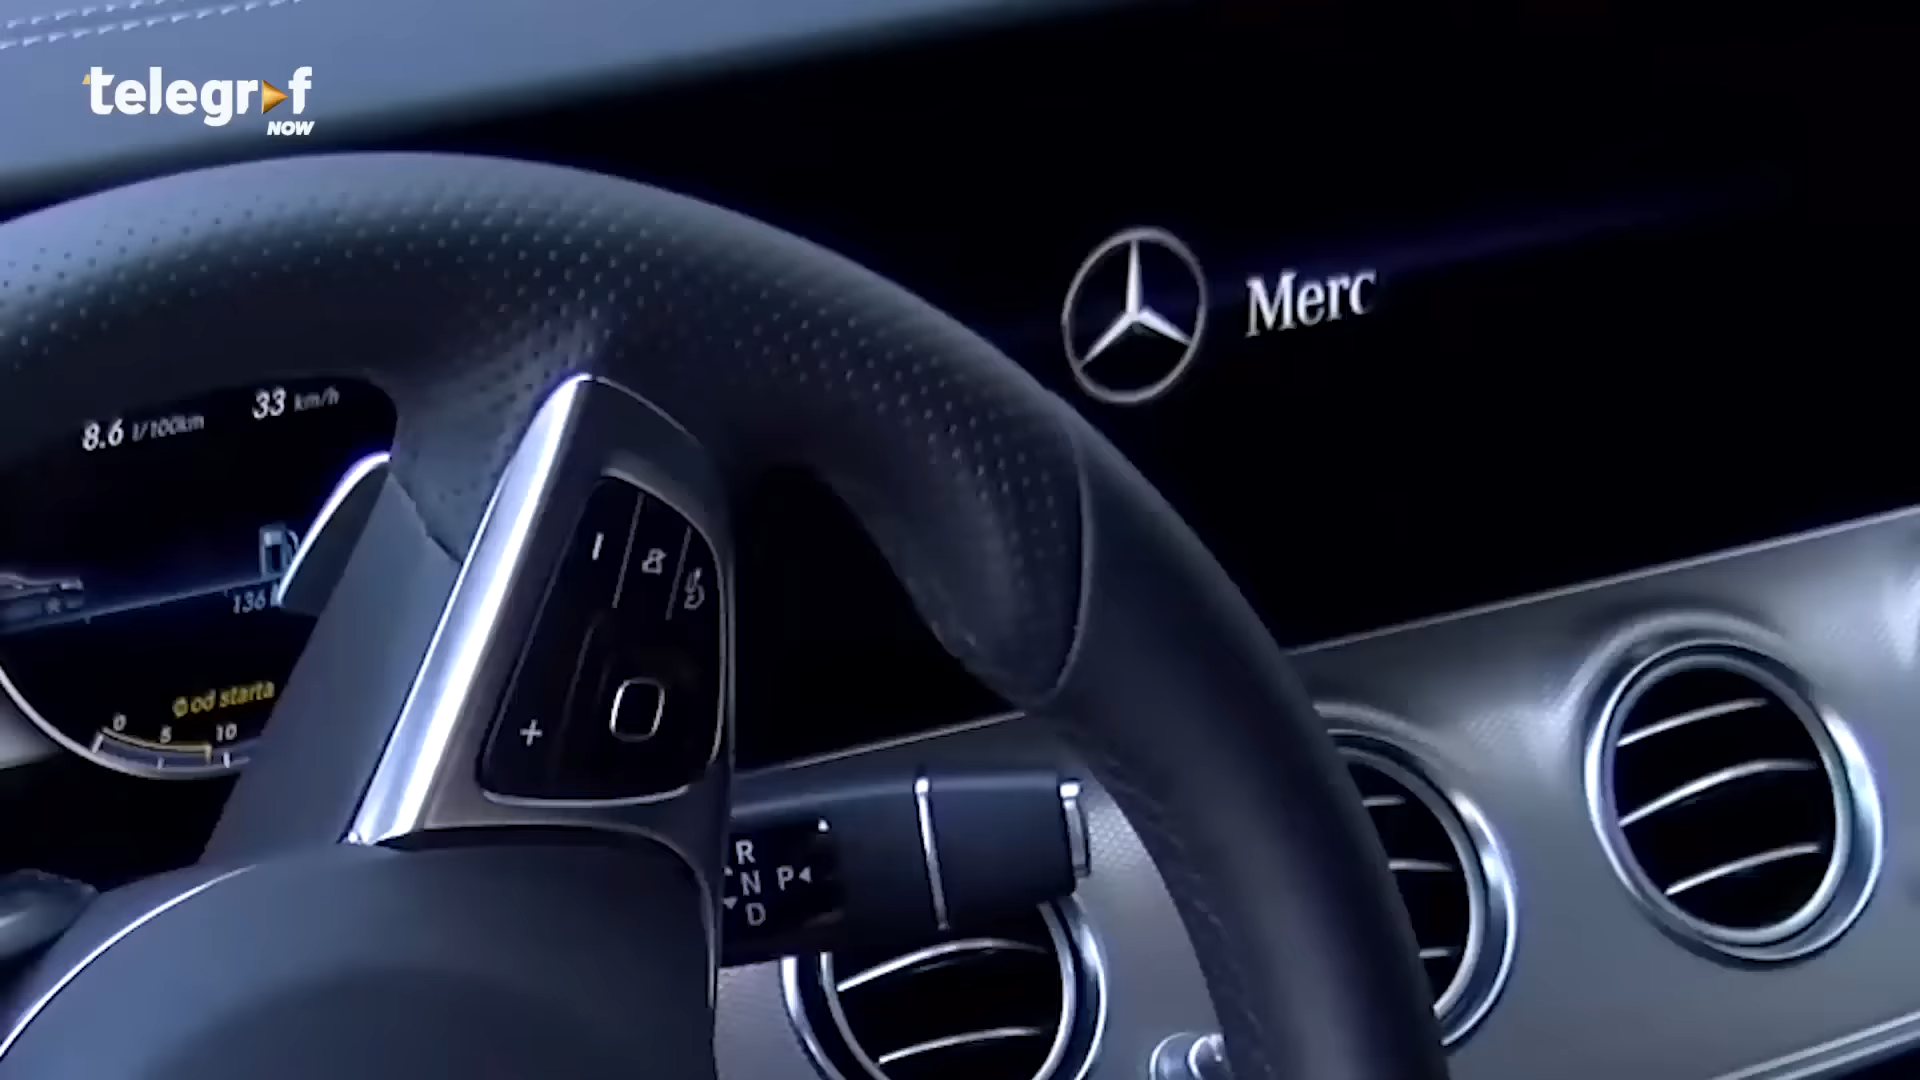 telegraf
NOW
Merc
8.6 l/100km
33 km/h
136
od starta
0
5
10
+
R
N P
D